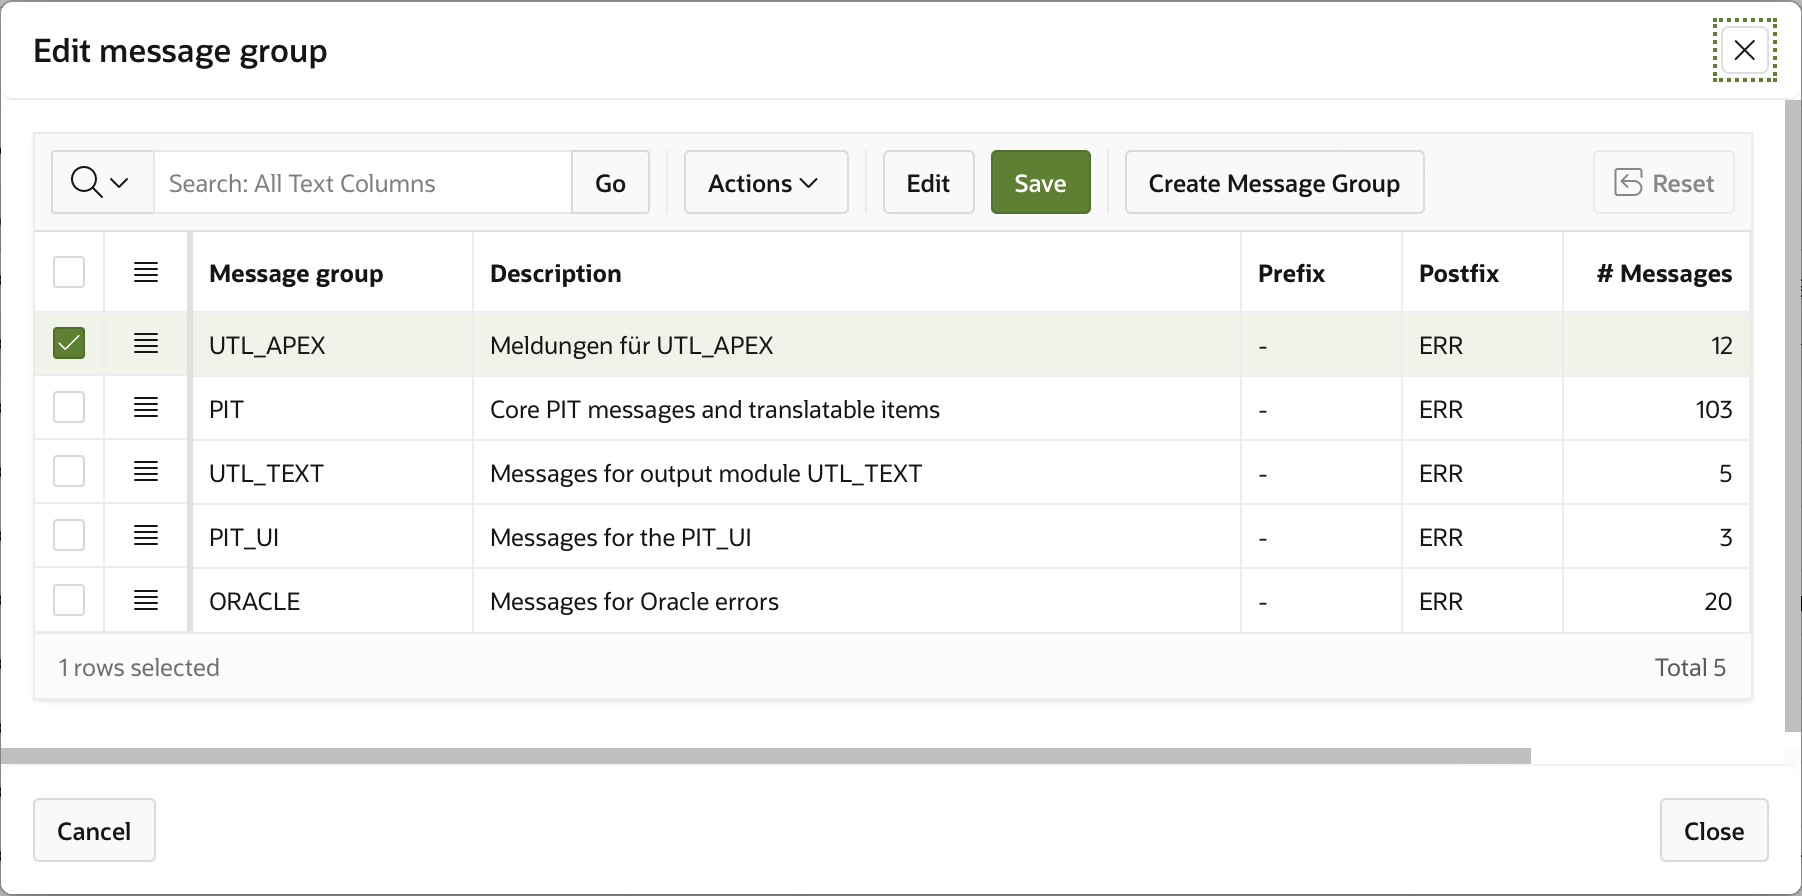 Edit message group
Search: All Text Columns Go Actions Edit Save Create Message Group Reset
Message group Description Prefix Postfix # Messages
UTL_APEX Meldungen für UTL_APEX - ERR 12
PIT Core PIT messages and translatable items - ERR 103
UTL_TEXT Messages for output module UTL_TEXT - ERR 5
PIT_UI Messages for the PIT_UI - ERR 3
ORACLE Messages for Oracle errors - ERR 20
1 rows selected Total 5
Cancel Close